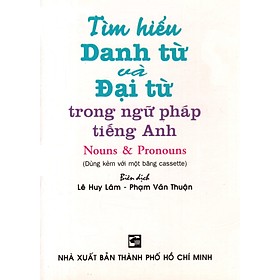 Tìm hiểu
Danh từ
và
Đại từ
trong ngữ pháp
tiếng Anh
Nouns & Pronouns
(Dùng kèm với một băng cassette)
Biên dịch
Lê Huy Lâm - Phạm Văn Thuận
NHÀ XUẤT BẢN THÀNH PHỐ HỒ CHÍ MINH